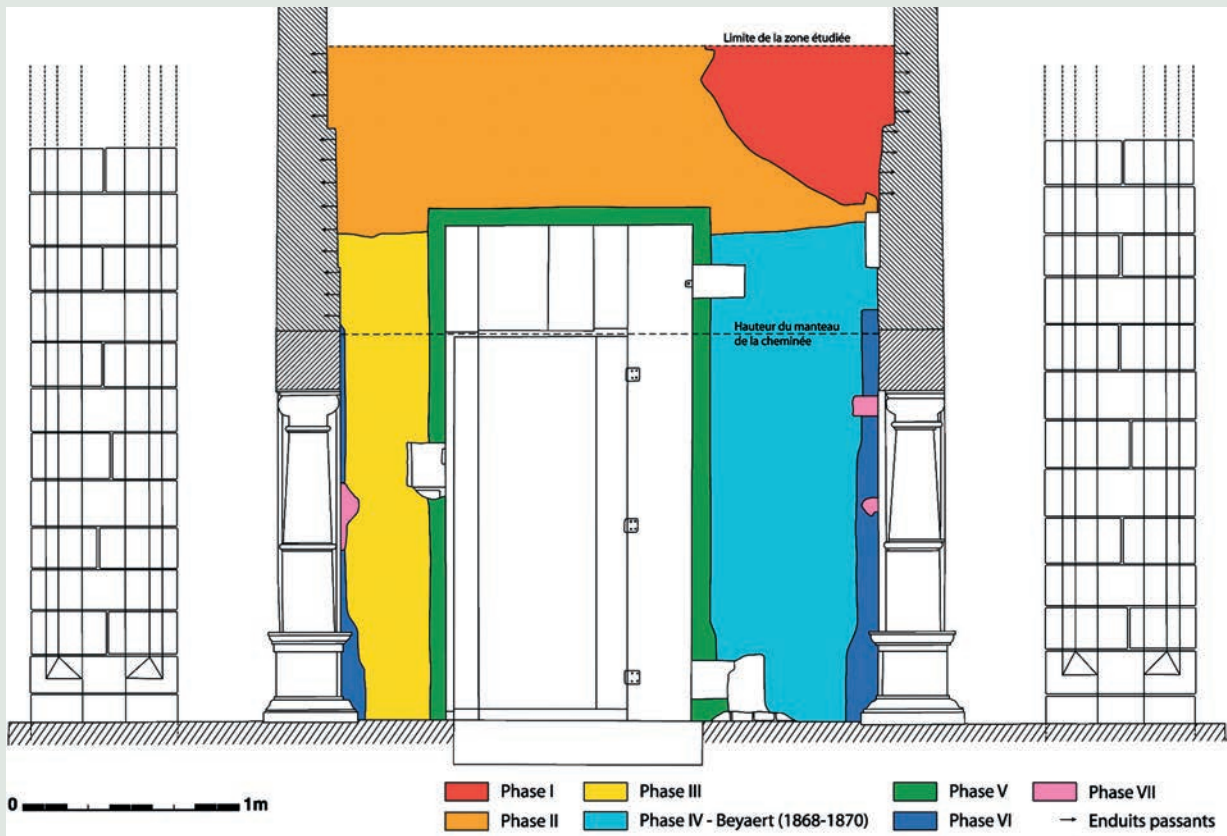 Limite de la zone étudiée
Hauteur du manteau
de la cheminée
0 1m
Phase I
Phase III
Phase V
Phase VII
Phase II
Phase IV - Beyaert (1868-1870)
Phase VI
Enduits passants